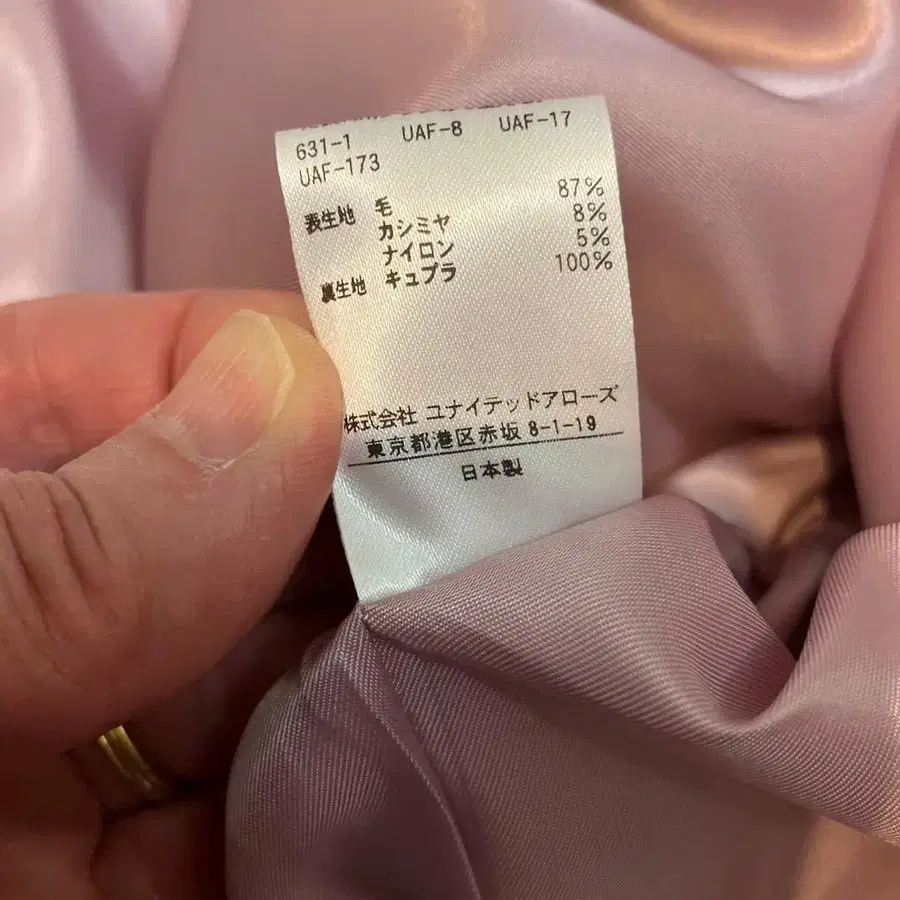 631-1 UAF-8 UAF-17
UAF-173
表生地 毛 87%
カシミヤ 8%
ナイロン 5%
裏生地 キュプラ 100%
株式会社 ユナイテッドアローズ
東京都港区赤坂 8-1-19
日本製